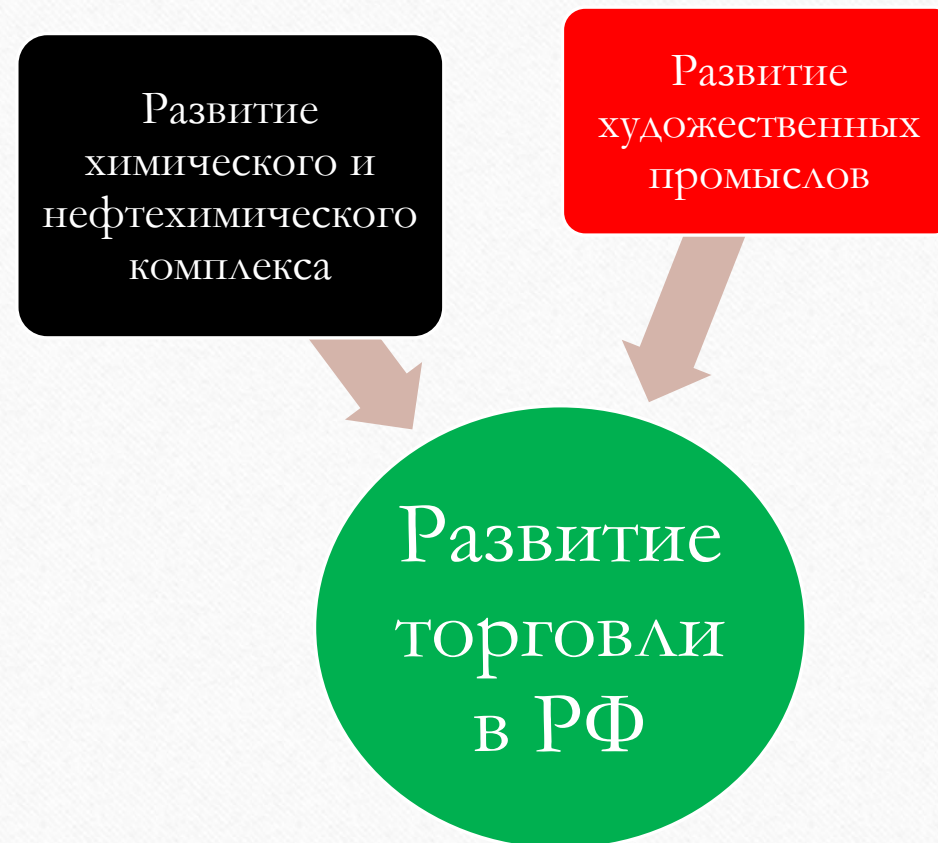 Развитие
химического и
нефтехимического
комплекса
Развитие
художественных
промыслов
Развитие
торговли
в РФ